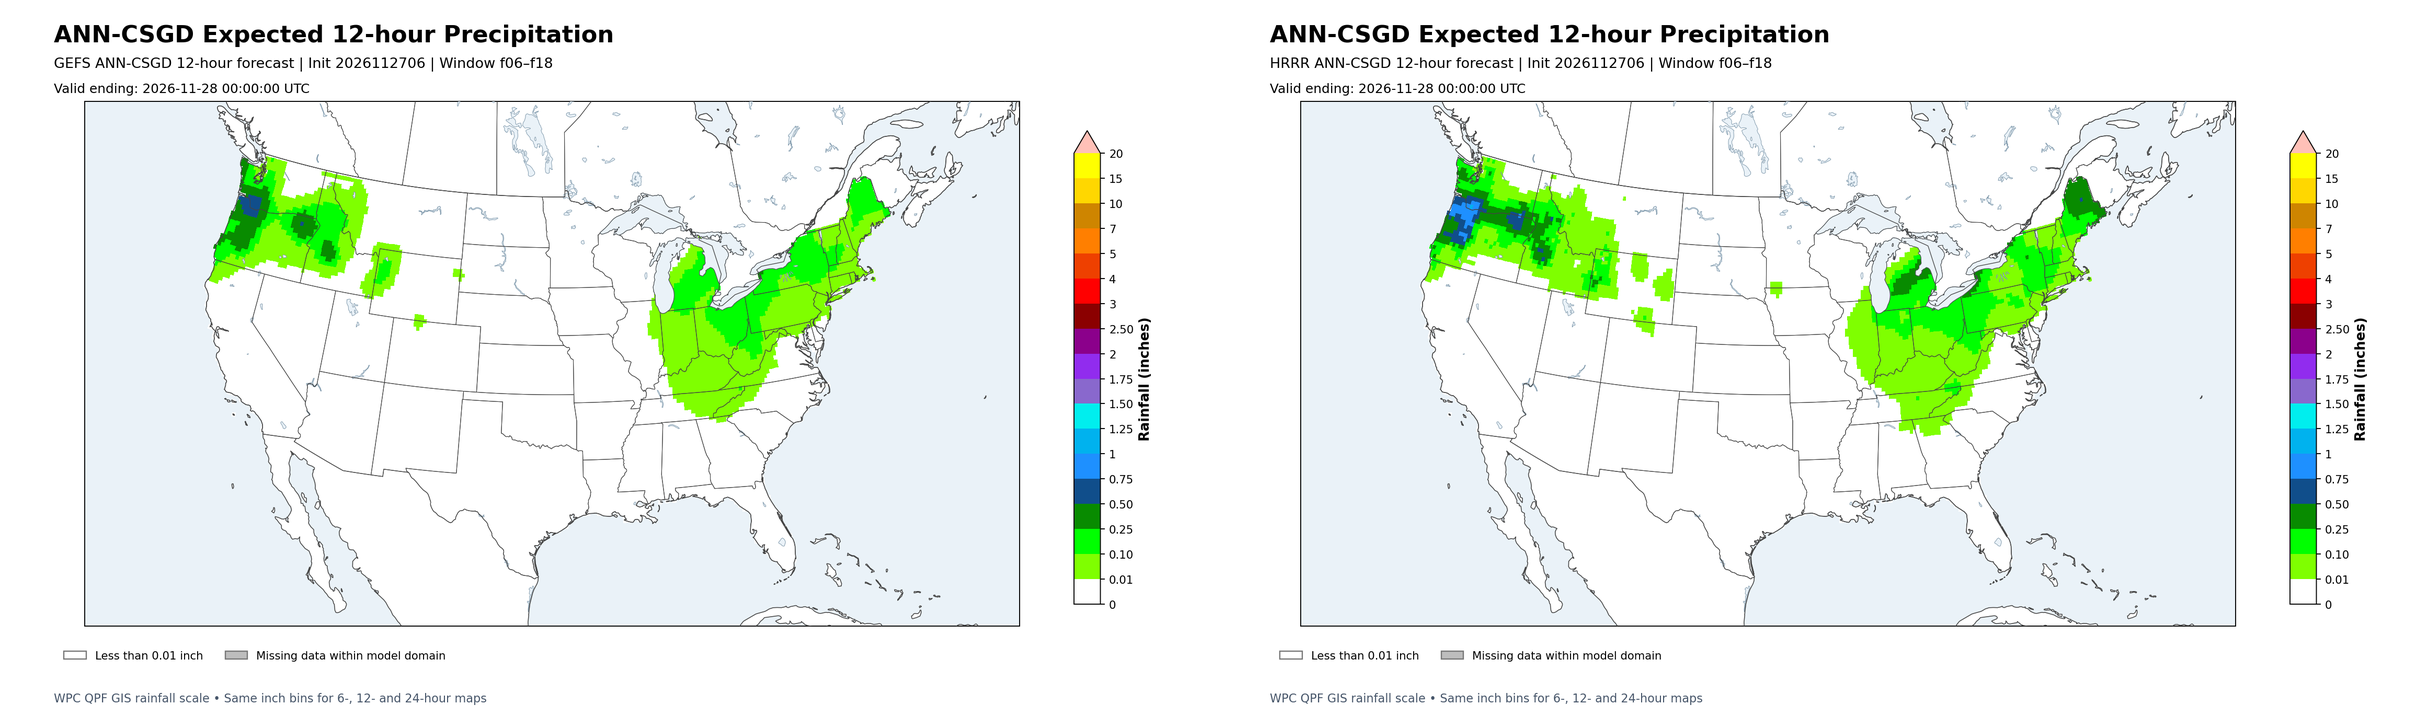 ANN-CSGD Expected 12-hour Precipitation
GEFS ANN-CSGD 12-hour forecast | Init 2026112706 | Window f06–f18
Valid ending: 2026-11-28 00:00:00 UTC
20
15
10
7
5
4
3
2.50
2
1.75
1.50
1.25
1
0.75
0.50
0.25
0.10
0.01
0
Rainfall (inches)
Less than 0.01 inch
Missing data within model domain
WPC QPF GIS rainfall scale • Same inch bins for 6-, 12- and 24-hour maps
ANN-CSGD Expected 12-hour Precipitation
HRRR ANN-CSGD 12-hour forecast | Init 2026112706 | Window f06–f18
Valid ending: 2026-11-28 00:00:00 UTC
20
15
10
7
5
4
3
2.50
2
1.75
1.50
1.25
1
0.75
0.50
0.25
0.10
0.01
0
Rainfall (inches)
Less than 0.01 inch
Missing data within model domain
WPC QPF GIS rainfall scale • Same inch bins for 6-, 12- and 24-hour maps